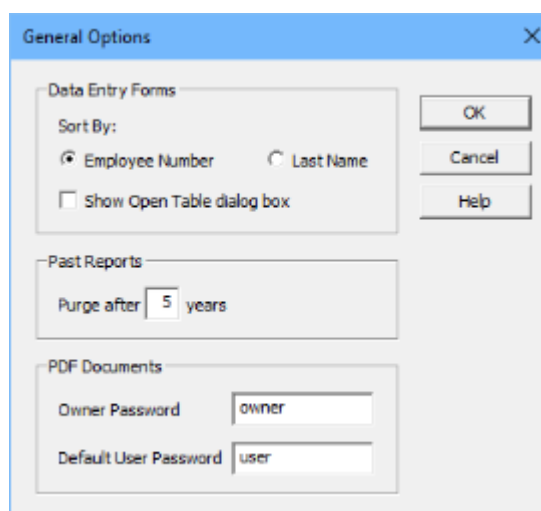 General Options
Data Entry Forms
Sort By:
Employee Number Last Name
Show Open Table dialog box
OK
Cancel
Help
Past Reports
Purge after 5 years
PDF Documents
Owner Password owner
Default User Password user